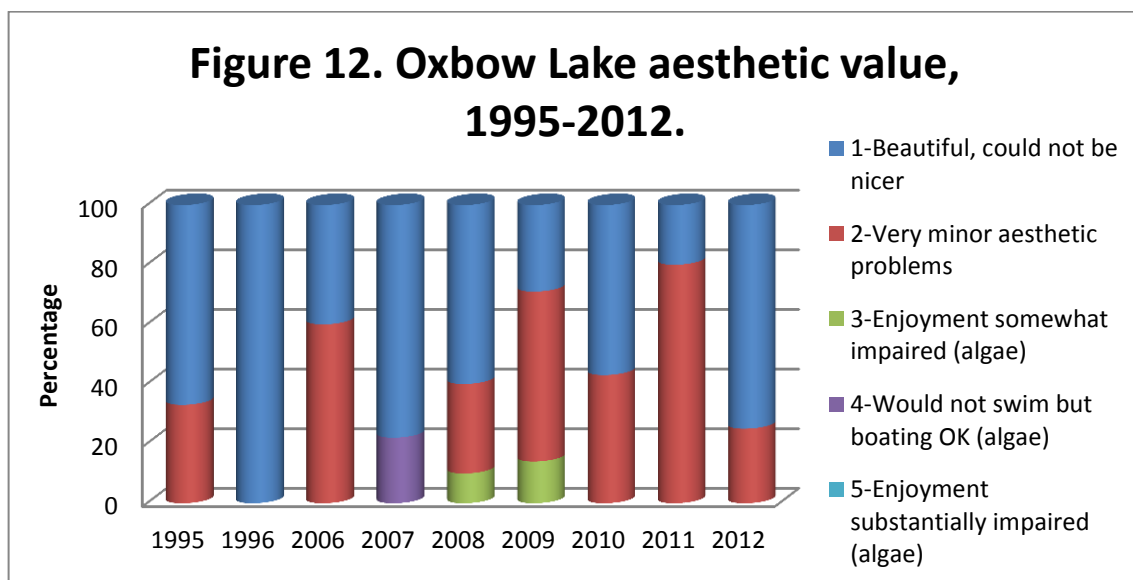 Figure 12. Oxbow Lake aesthetic value,
1995-2012.
Percentage
100
80
60
40
20
0
1995 1996 2006 2007 2008 2009 2010 2011 2012
1-Beautiful, could not be
nicer
2-Very minor aesthetic
problems
3-Enjoyment somewhat
impaired (algae)
4-Would not swim but
boating OK (algae)
5-Enjoyment
substantially impaired
(algae)